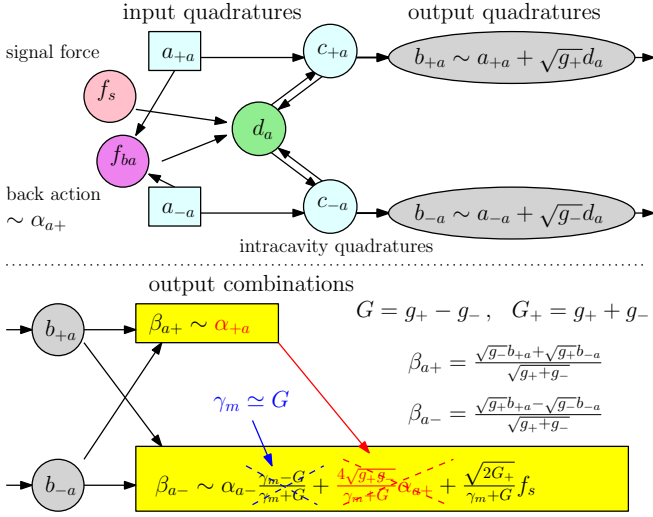 input quadratures output quadratures
signal force
a_{+a} c_{+a} b_{+a} ∼ a_{+a} + √g_+ d_a
f_s
d_a
f_{ba}
back action
∼ α_{a+}
a_{-a} c_{-a} b_{-a} ∼ a_{-a} + √g_- d_a
intracavity quadratures
output combinations
G = g_+ − g_- , G_+ = g_+ + g_-
b_{+a} β_{a+} ∼ α_{+a}
β_{a+} = (√g_- b_{+a} + √g_+ b_{-a}) / √(g_+ + g_-)
γ_m ≃ G
β_{a-} = (√g_+ b_{+a} − √g_- b_{-a}) / √(g_+ + g_-)
b_{-a} β_{a-} ∼ α_{a-} (γ_m − G)/(γ_m + G) + (4√(g_+ g_-))/(γ_m + G) α_{a+} + √(2G_+)/(γ_m + G) f_s